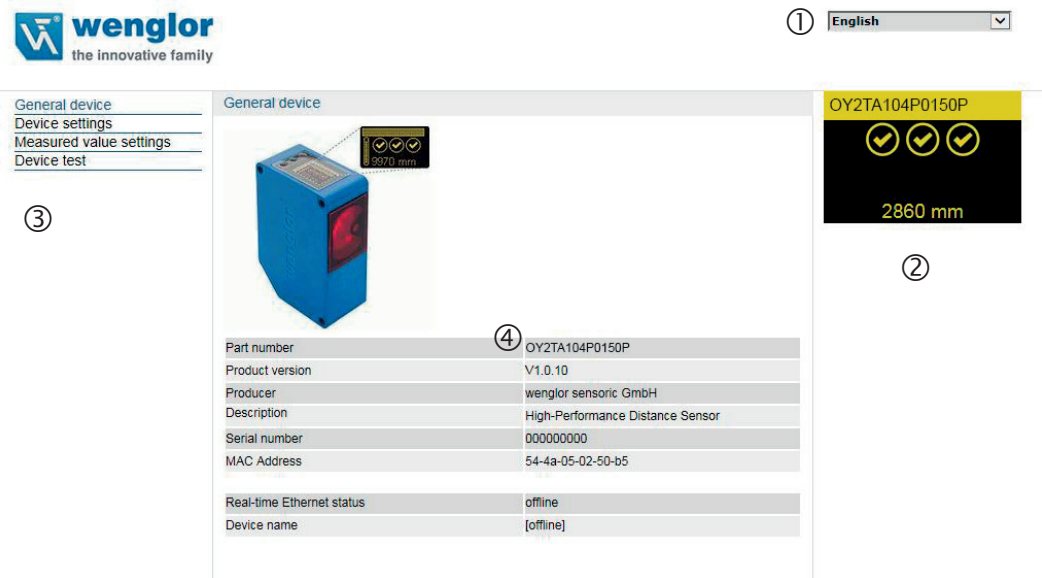 wenglor
the innovative family
① English
General device
Device settings
Measured value settings
Device test
③
General device
9970 mm
④
Part number OY2TA104P0150P
Product version V1.0.10
Producer wenglor sensoric GmbH
Description High-Performance Distance Sensor
Serial number 000000000
MAC Address 54-4a-05-02-50-b5
Real-time Ethernet status offline
Device name [offline]
OY2TA104P0150P
2860 mm
②